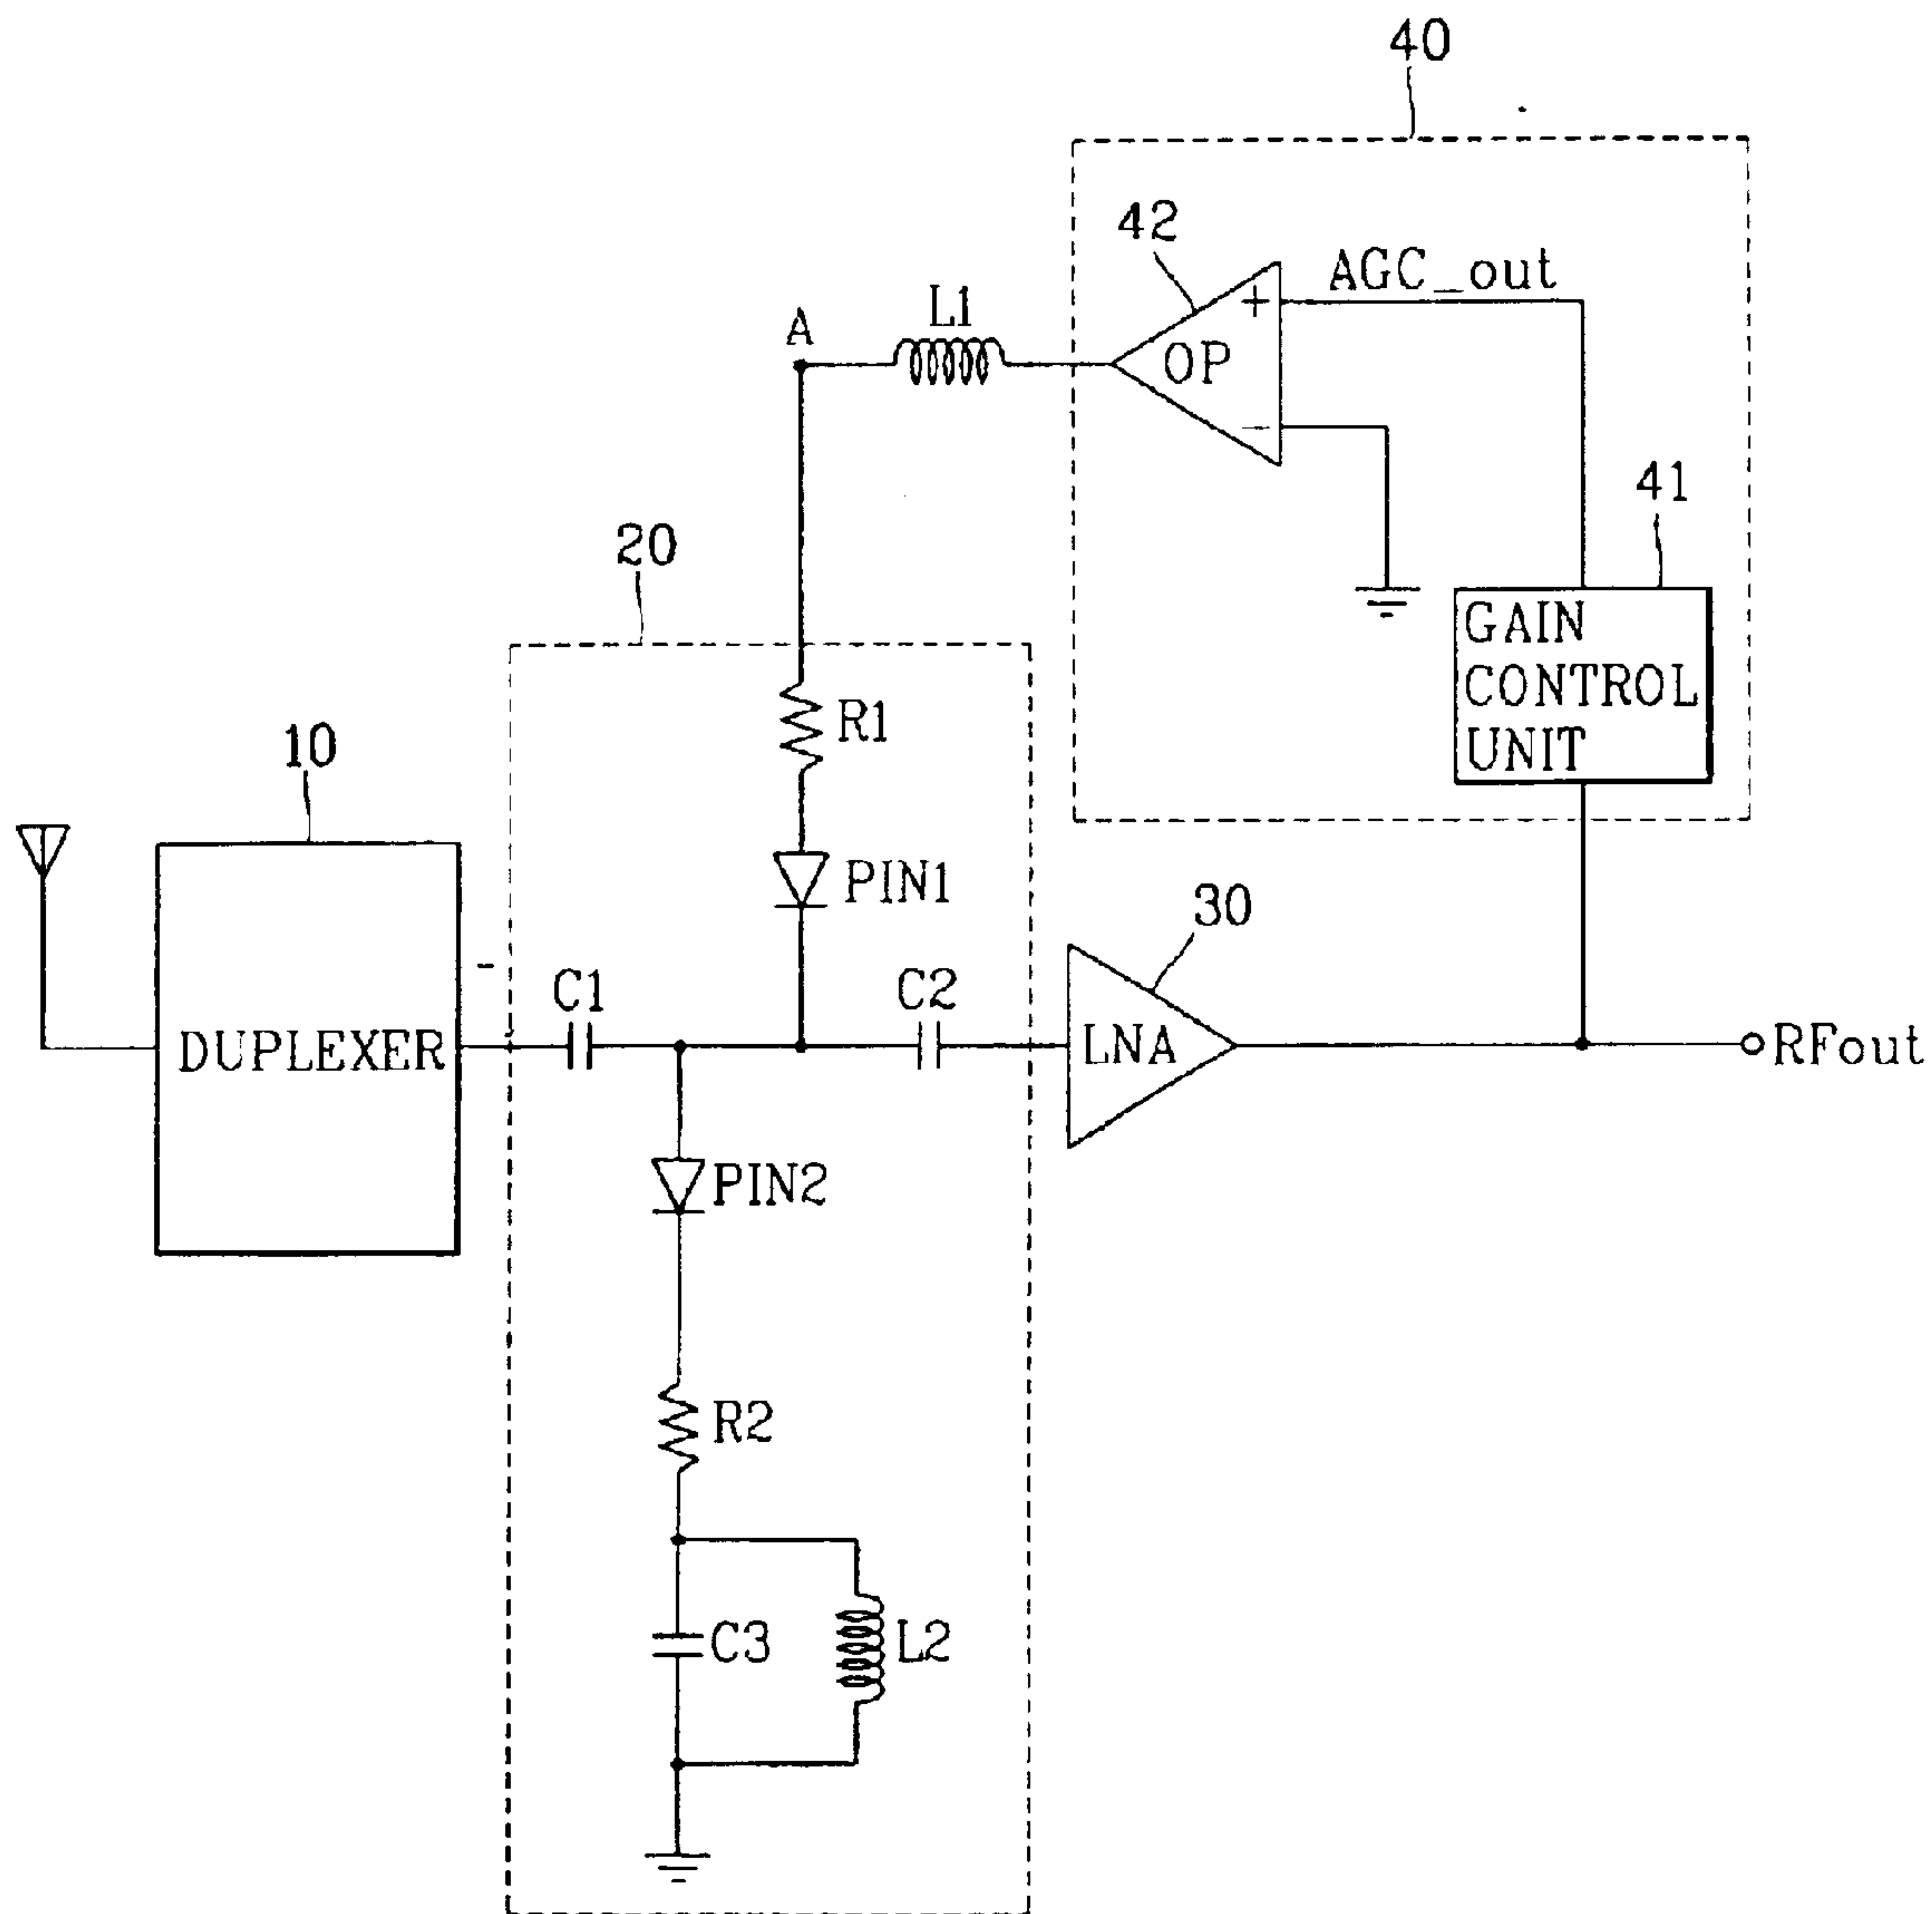 40
42
AGC_out
A
L1
+
OP
-
41
20
GAIN
CONTROL
UNIT
R1
10
PIN1
30
C1
C2
DUPLEXER
LNA
RFout
PIN2
R2
C3
L2